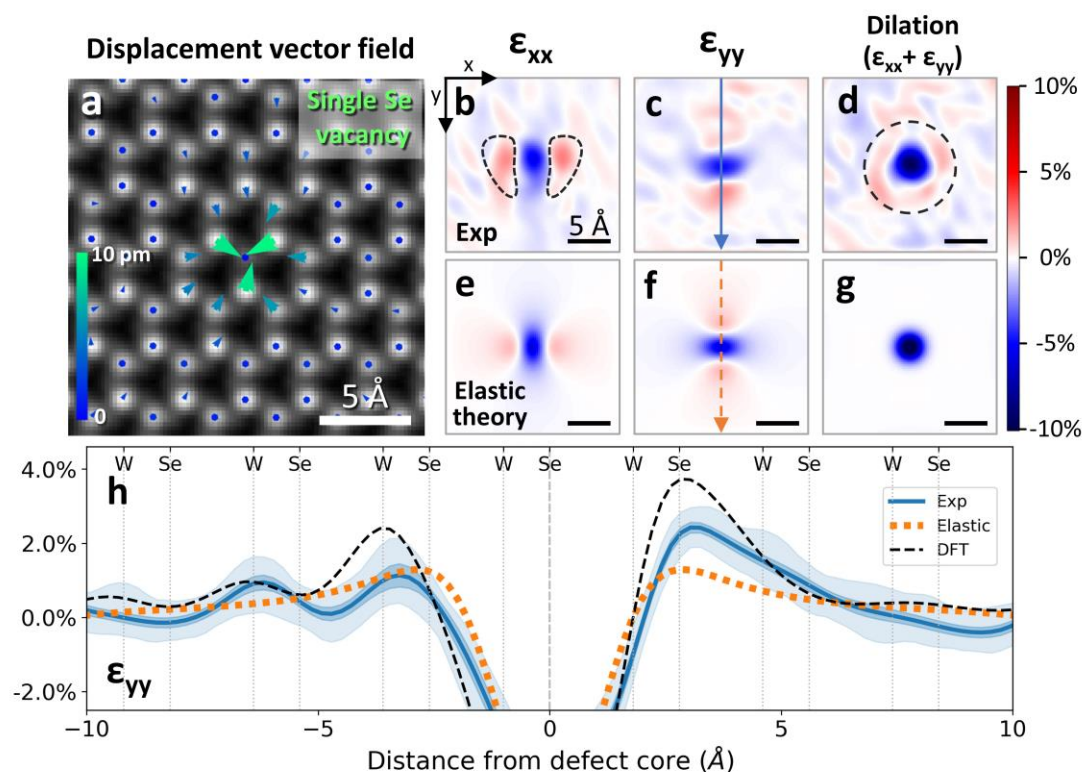 Displacement vector field
εxx
εyy
Dilation
(εxx+ εyy)
a
Single Se
vacancy
10 pm
0
5 Å
x
y
b
Exp
5 Å
c
d
e
Elastic
theory
f
g
10%
5%
0%
-5%
-10%
h
W Se W Se W Se W Se W Se W Se W Se W Se
4.0%
2.0%
0.0%
-2.0%
εyy
Exp
Elastic
DFT
−10 −5 0 5 10
Distance from defect core (Å)